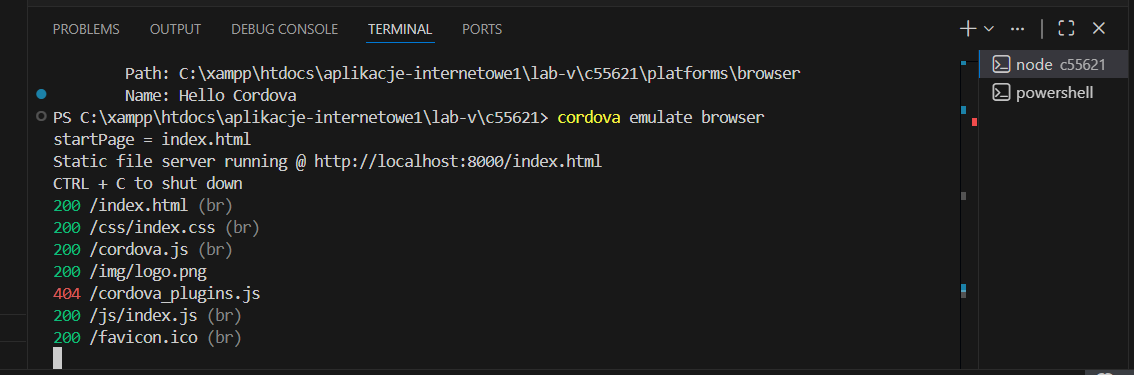 PROBLEMS OUTPUT DEBUG CONSOLE TERMINAL PORTS
Path: C:\xampp\htdocs\aplikacje-internetowe1\lab-v\c55621\platforms\browser
Name: Hello Cordova
PS C:\xampp\htdocs\aplikacje-internetowe1\lab-v\c55621> cordova emulate browser
startPage = index.html
Static file server running @ http://localhost:8000/index.html
CTRL + C to shut down
200 /index.html (br)
200 /css/index.css (br)
200 /cordova.js (br)
200 /img/logo.png
404 /cordova_plugins.js
200 /js/index.js (br)
200 /favicon.ico (br)
node c55621
powershell